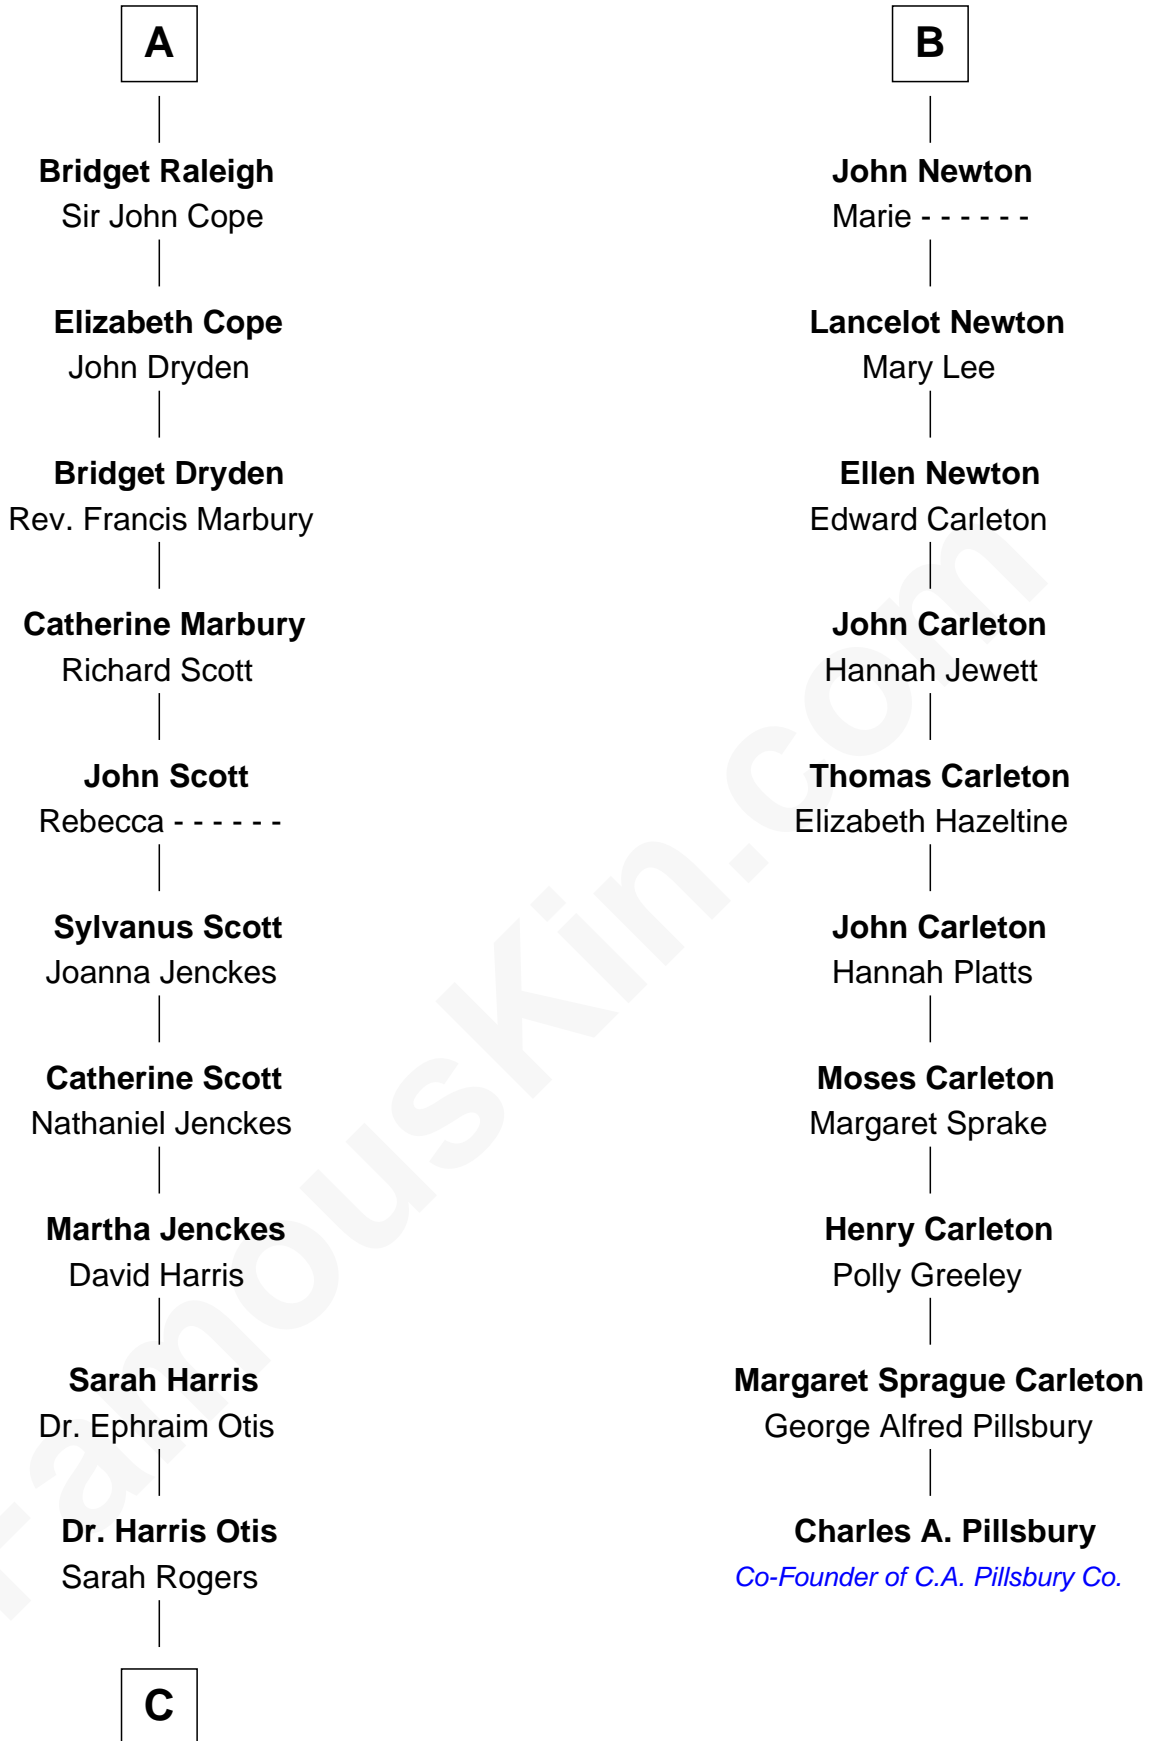 A
Bridget Raleigh
Sir John Cope
Elizabeth Cope
John Dryden
Bridget Dryden
Rev. Francis Marbury
Catherine Marbury
Richard Scott
John Scott
Rebecca - - - - - -
Sylvanus Scott
Joanna Jenckes
Catherine Scott
Nathaniel Jenckes
Martha Jenckes
David Harris
Sarah Harris
Dr. Ephraim Otis
Dr. Harris Otis
Sarah Rogers
C
B
John Newton
Marie - - - - - -
Lancelot Newton
Mary Lee
Ellen Newton
Edward Carleton
John Carleton
Hannah Jewett
Thomas Carleton
Elizabeth Hazeltine
John Carleton
Hannah Platts
Moses Carleton
Margaret Sprake
Henry Carleton
Polly Greeley
Margaret Sprague Carleton
George Alfred Pillsbury
Charles A. Pillsbury
Co-Founder of C.A. Pillsbury Co.
FamousKin.com